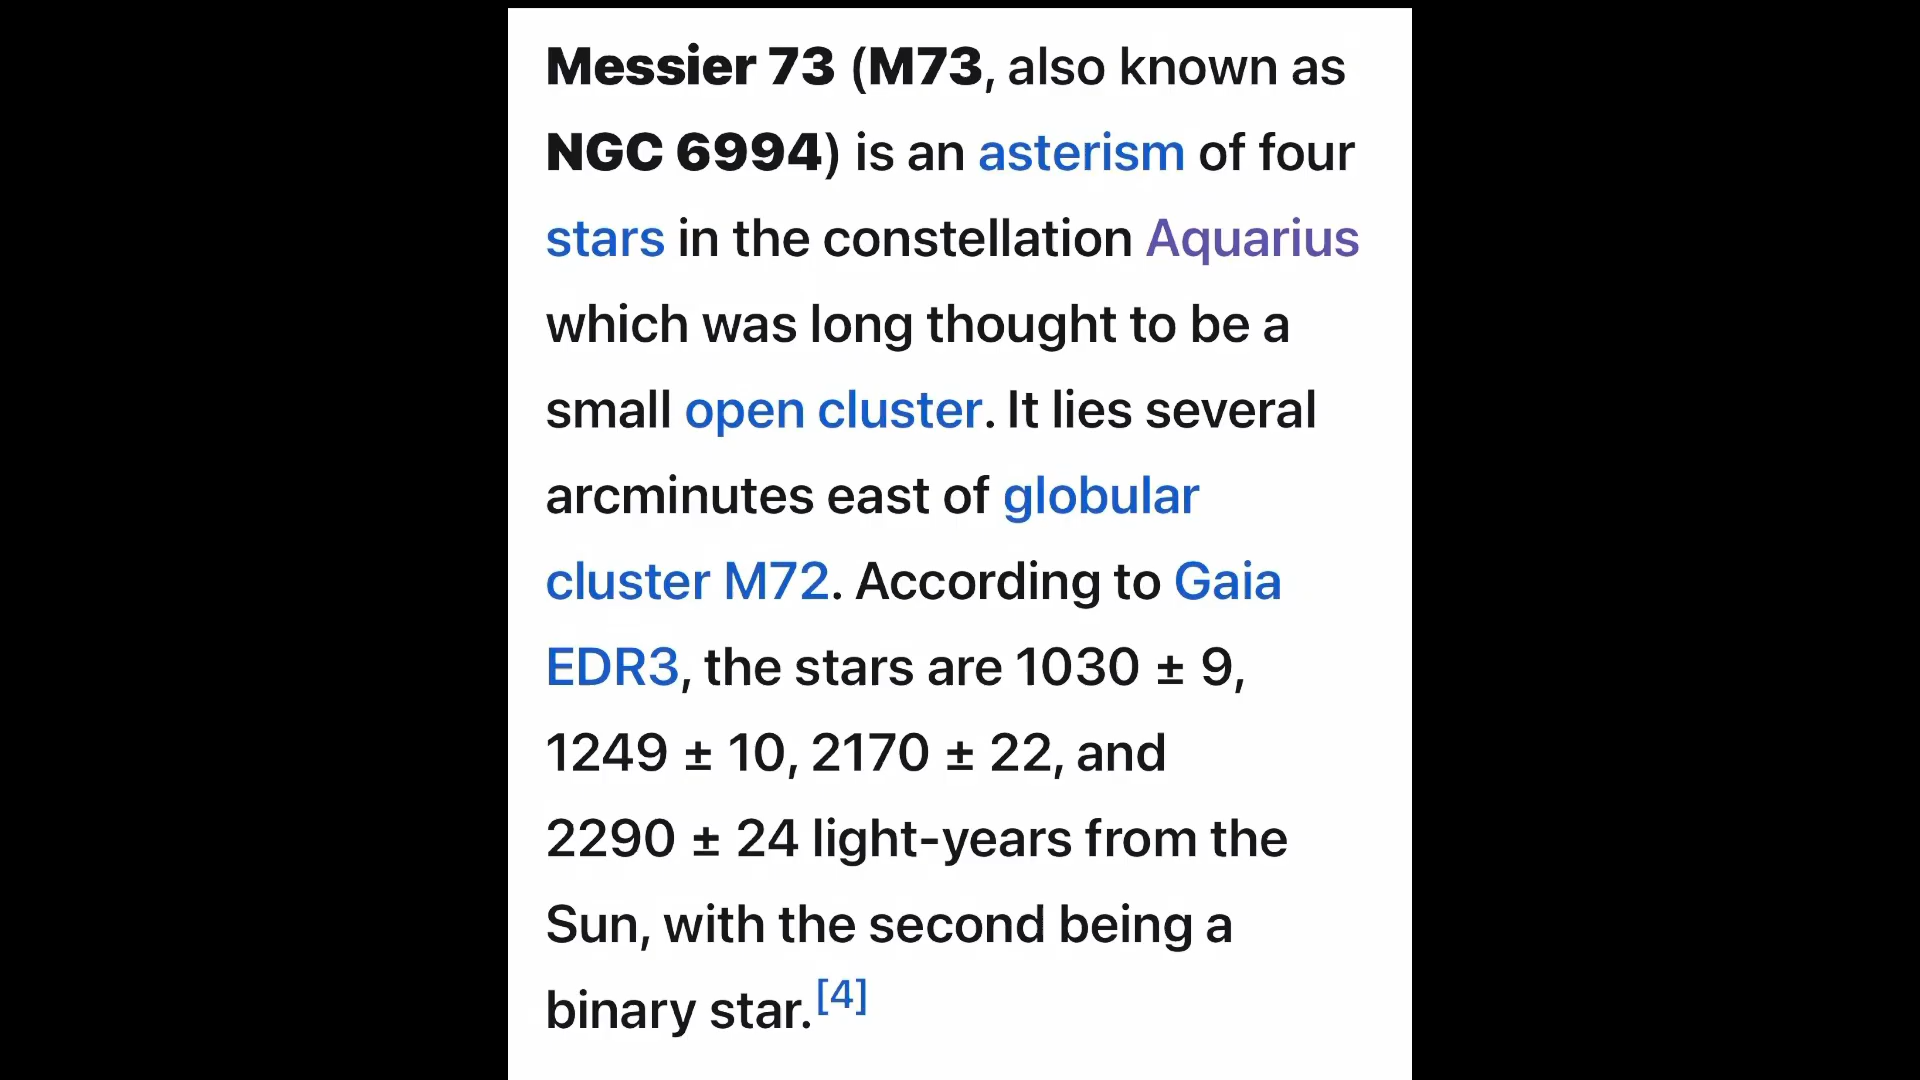 Messier 73 (M73, also known as
NGC 6994) is an asterism of four
stars in the constellation Aquarius
which was long thought to be a
small open cluster. It lies several
arcminutes east of globular
cluster M72. According to Gaia
EDR3, the stars are 1030 ± 9,
1249 ± 10, 2170 ± 22, and
2290 ± 24 light-years from the
Sun, with the second being a
binary star.[4]